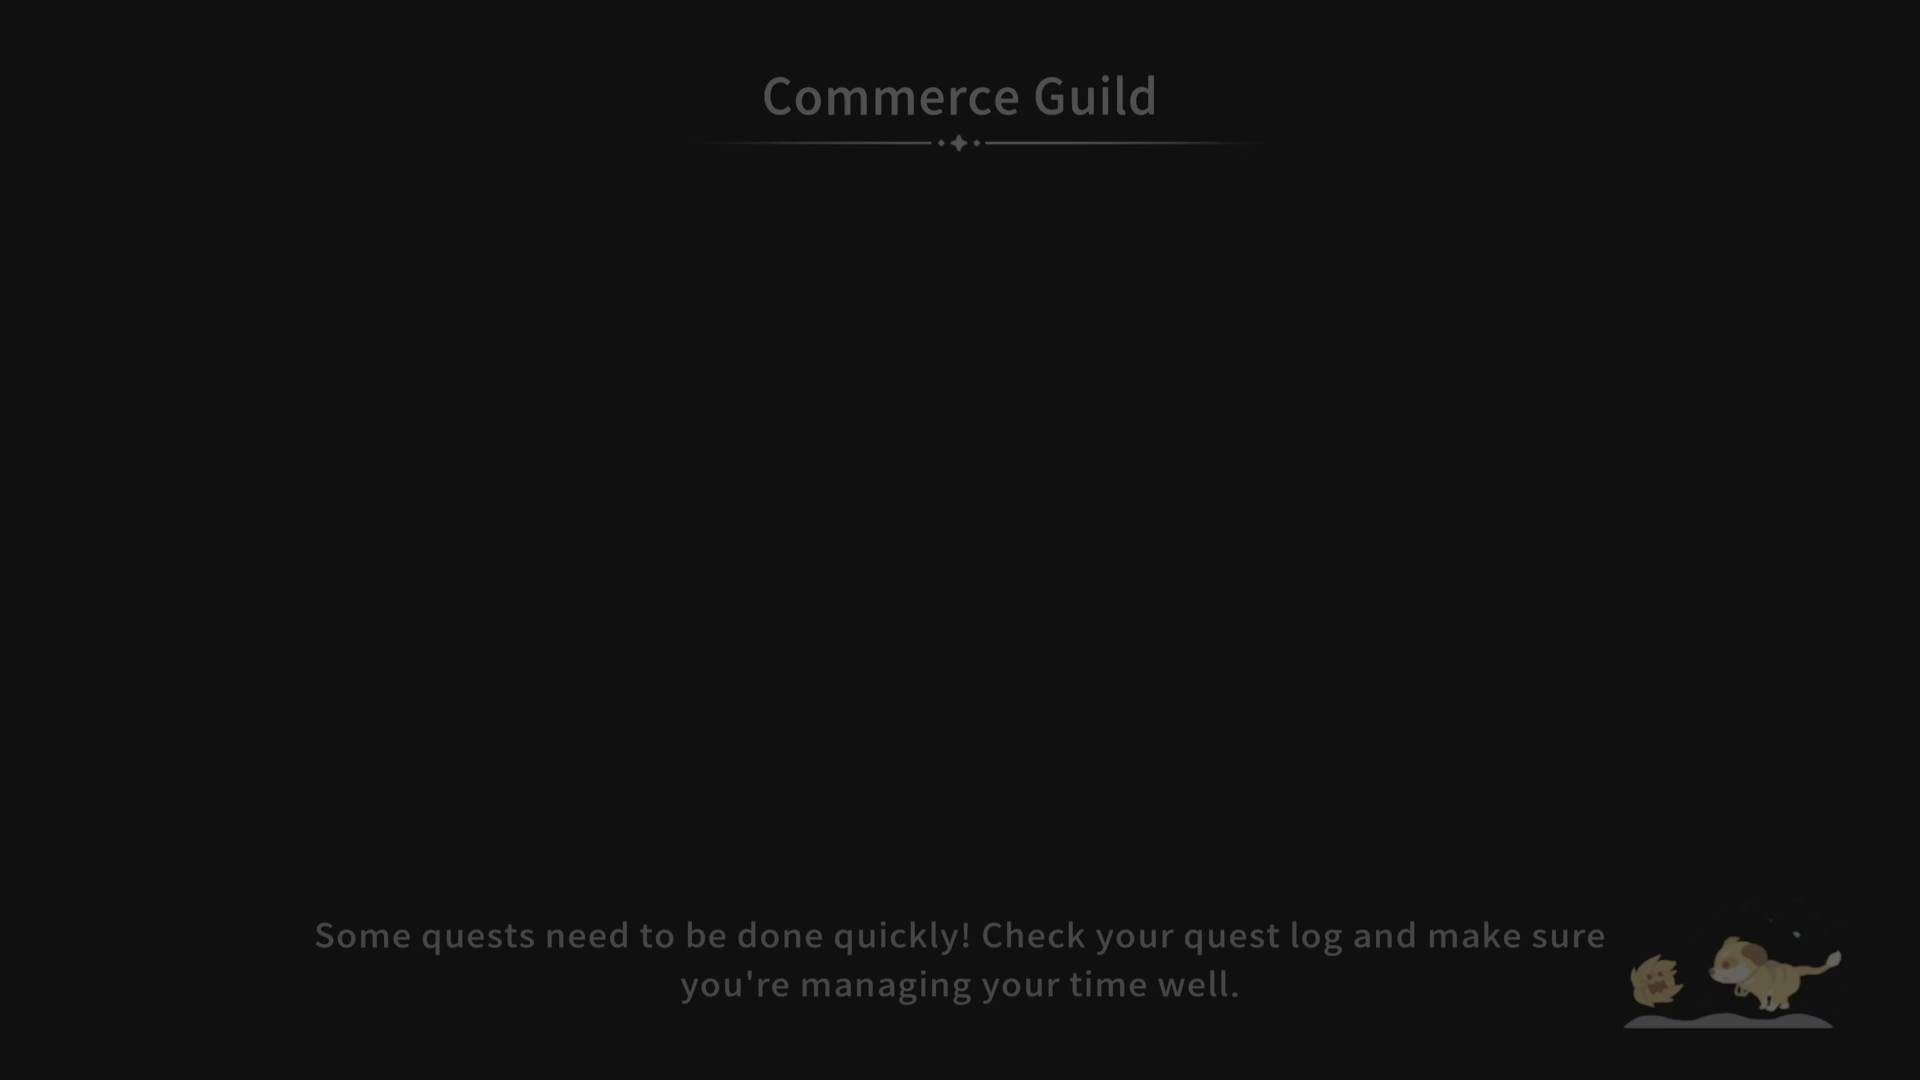 Commerce Guild
Some quests need to be done quickly! Check your quest log and make sure
you're managing your time well.